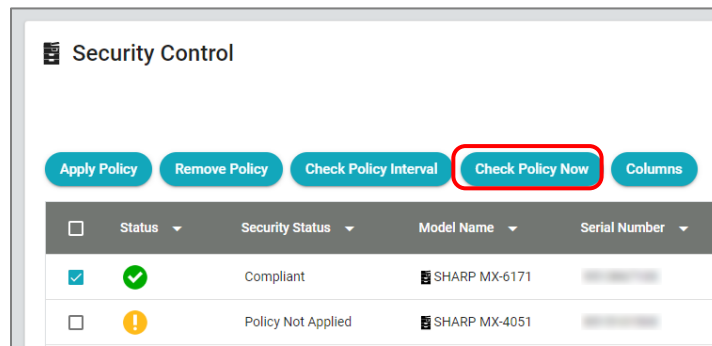 Security Control
Apply Policy Remove Policy Check Policy Interval Check Policy Now Columns
Status Security Status Model Name Serial Number
Compliant SHARP MX-6171
Policy Not Applied SHARP MX-4051